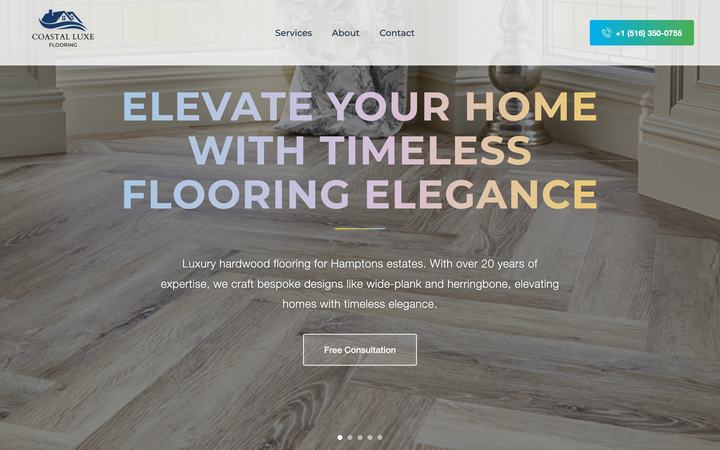 COASTAL LUXE
FLOORING
Services
About
Contact
+1 (516) 350-0755
ELEVATE YOUR HOME
WITH TIMELESS
FLOORING ELEGANCE
Luxury hardwood flooring for Hamptons estates. With over 20 years of
expertise, we craft bespoke designs like wide-plank and herringbone, elevating
homes with timeless elegance.
Free Consultation